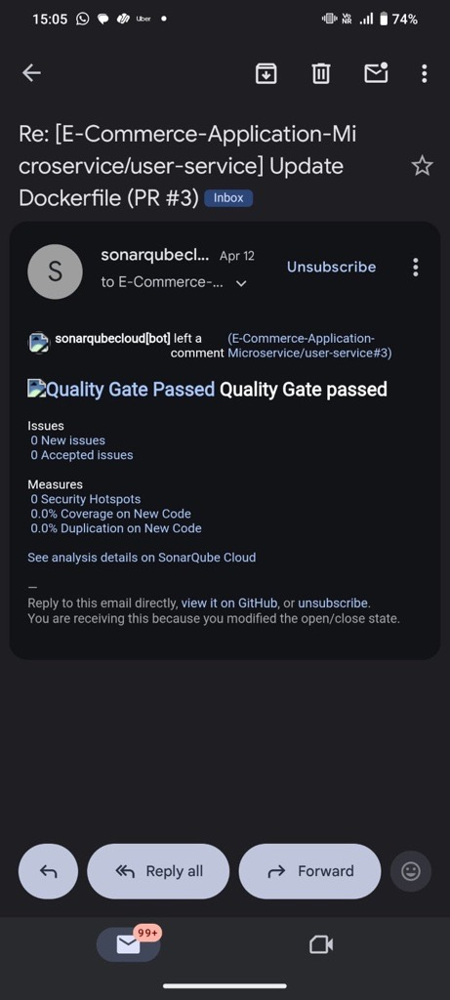 15:05 Uber Vo NR 74%
Re: [E-Commerce-Application-Mi
croservice/user-service] Update
Dockerfile (PR #3) Inbox
S
sonarqubecl... Apr 12
Unsubscribe
to E-Commerce-...
sonarqubecloud[bot] left a comment (E-Commerce-Application-
Microservice/user-service#3)
Quality Gate Passed Quality Gate passed
Issues
0 New issues
0 Accepted issues
Measures
0 Security Hotspots
0.0% Coverage on New Code
0.0% Duplication on New Code
See analysis details on SonarQube Cloud
—
Reply to this email directly, view it on GitHub, or unsubscribe.
You are receiving this because you modified the open/close state.
Reply all
Forward
99+